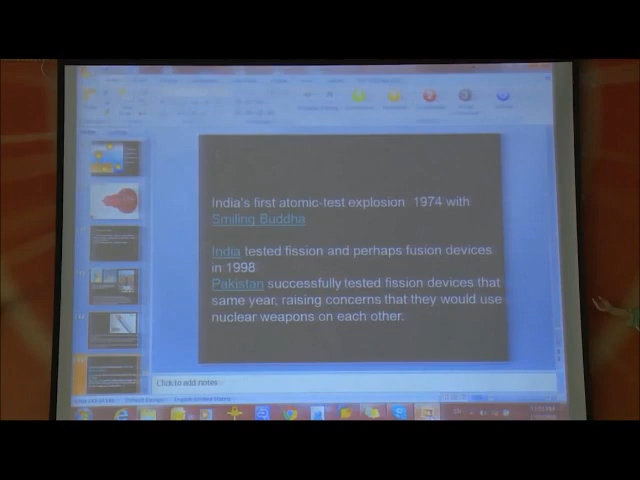 India's first atomic-test explosion 1974 with
Smiling Buddha
India tested fission and perhaps fusion devices
in 1998
Pakistan successfully tested fission devices that
same year, raising concerns that they would use
nuclear weapons on each other.
Click to add notes